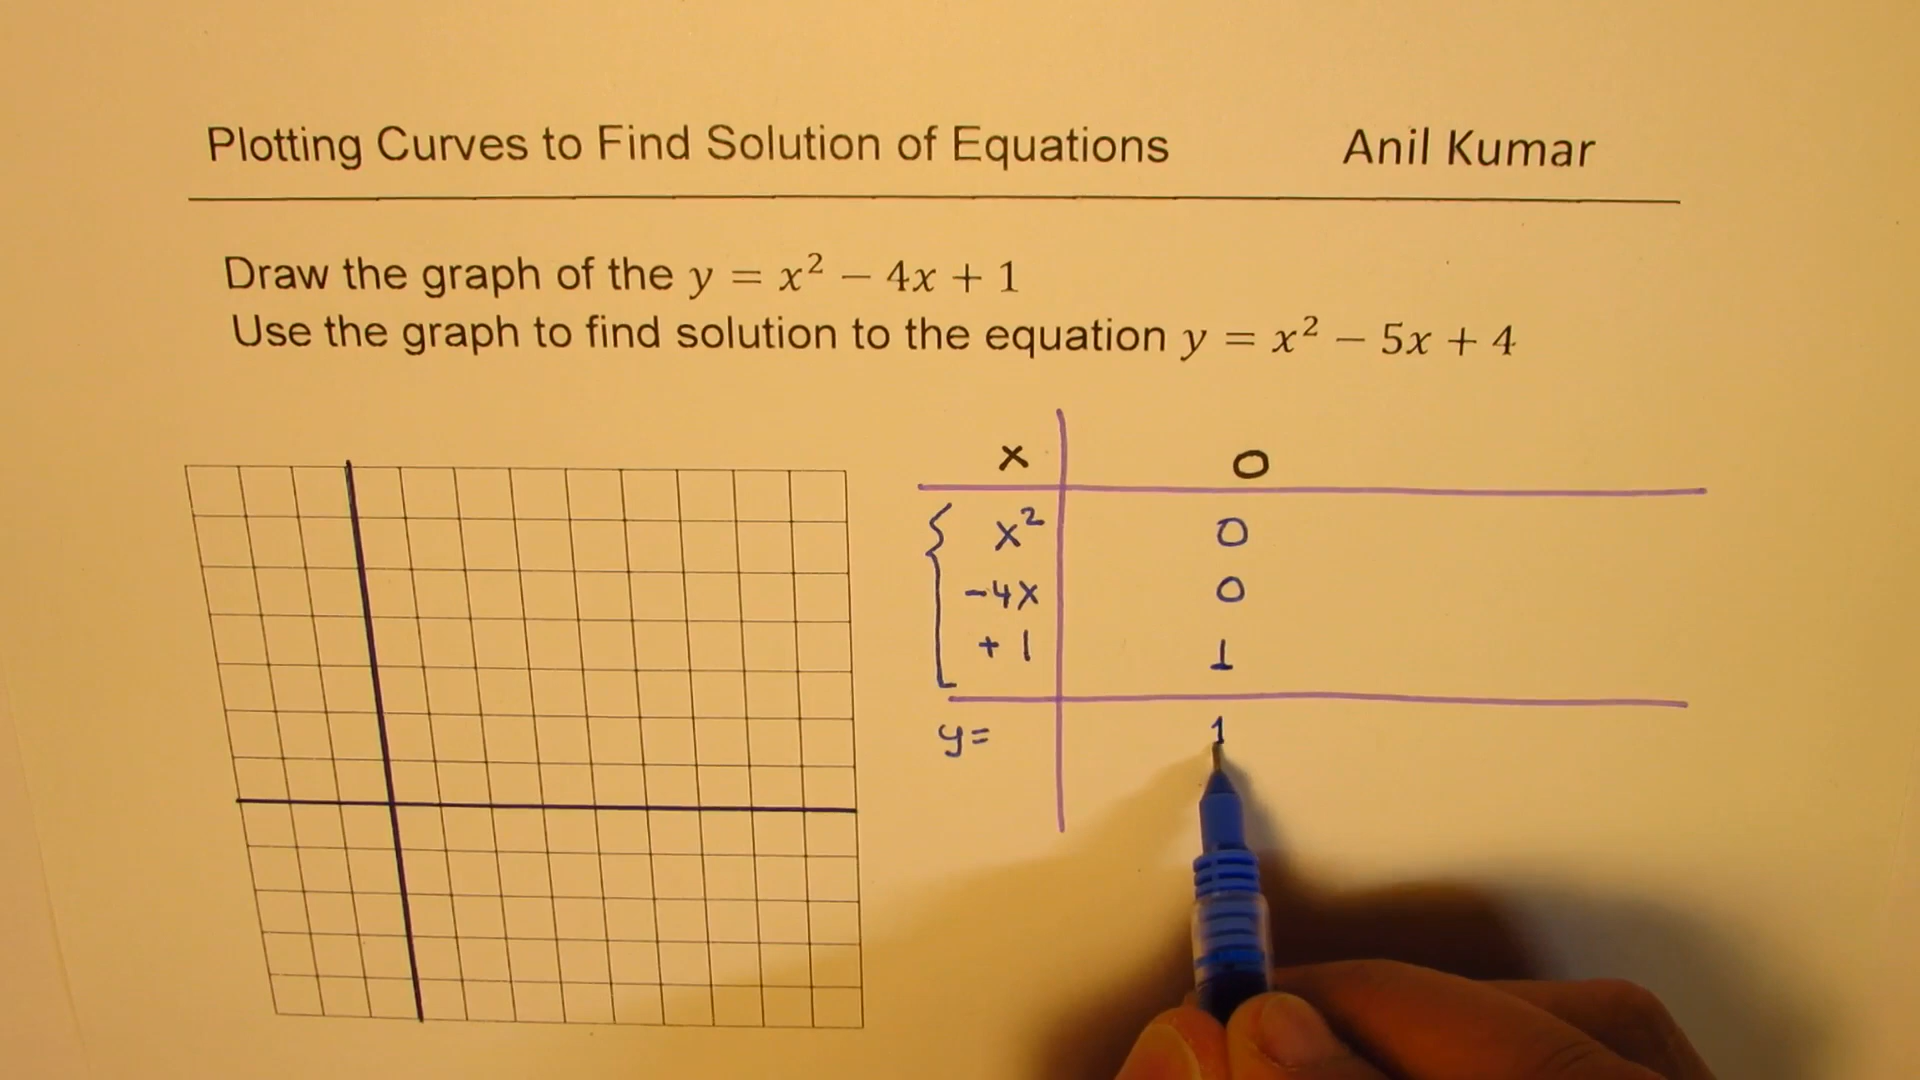 Plotting Curves to Find Solution of Equations Anil Kumar
Draw the graph of the y = x² − 4x + 1
Use the graph to find solution to the equation y = x² − 5x + 4
x 0
x² 0
-4x 0
+ 1 1
y= 1